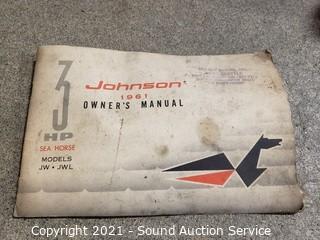 3
HP
SEA HORSE
MODELS
JW • JWL
Johnson
1961
OWNER'S MANUAL
Copyright 2021 - Sound Auction Service